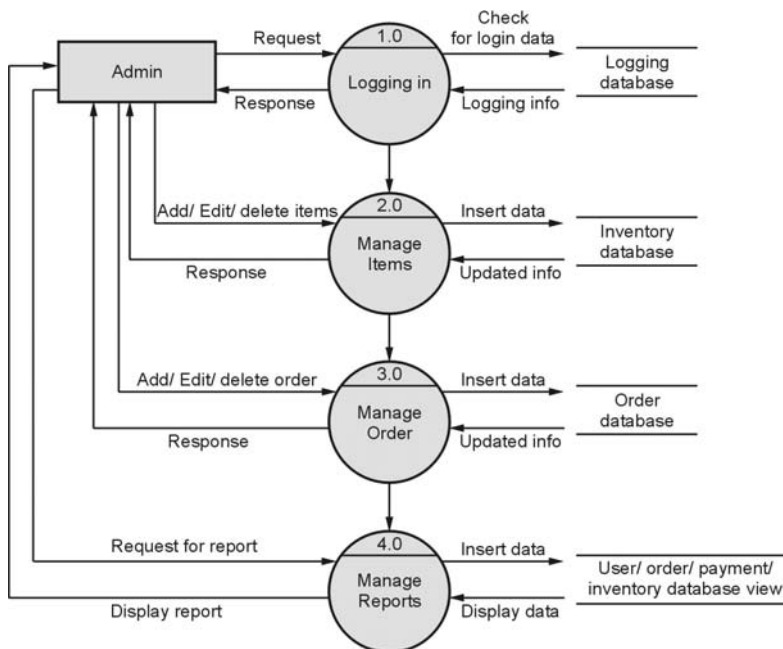 Admin
Request
Response
1.0
Logging in
Check
for login data
Logging info
Logging
database
Add/ Edit/ delete items
Response
2.0
Manage
Items
Insert data
Updated info
Inventory
database
Add/ Edit/ delete order
Response
3.0
Manage
Order
Insert data
Updated info
Order
database
Request for report
Display report
4.0
Manage
Reports
Insert data
Display data
User/ order/ payment/
inventory database view